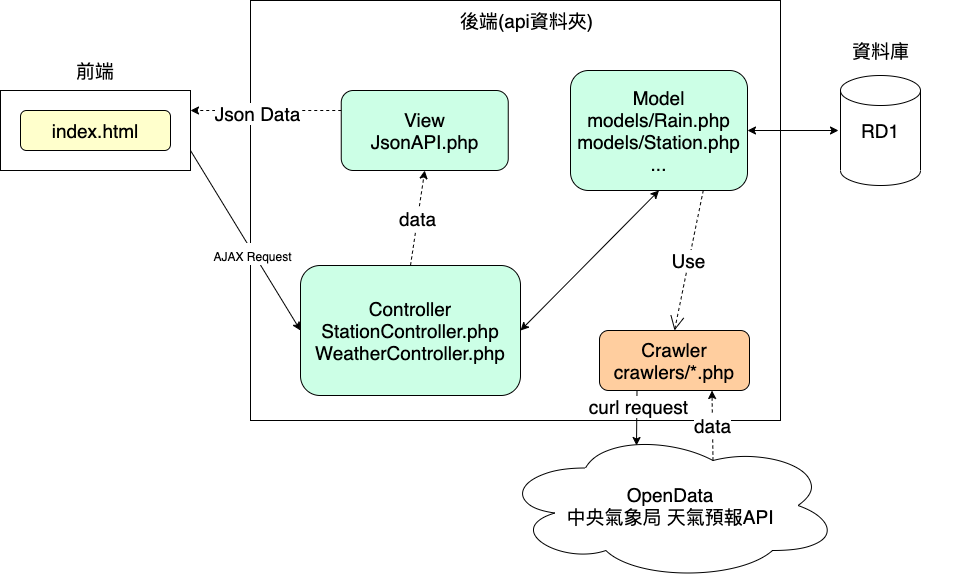 後端(api資料夾)
前端
index.html
Json Data
View
JsonAPI.php
Model
models/Rain.php
models/Station.php
...
資料庫
RD1
data
AJAX Request
Use
Controller
StationController.php
WeatherController.php
Crawler
crawlers/*.php
curl request
data
OpenData
中央氣象局 天氣預報API